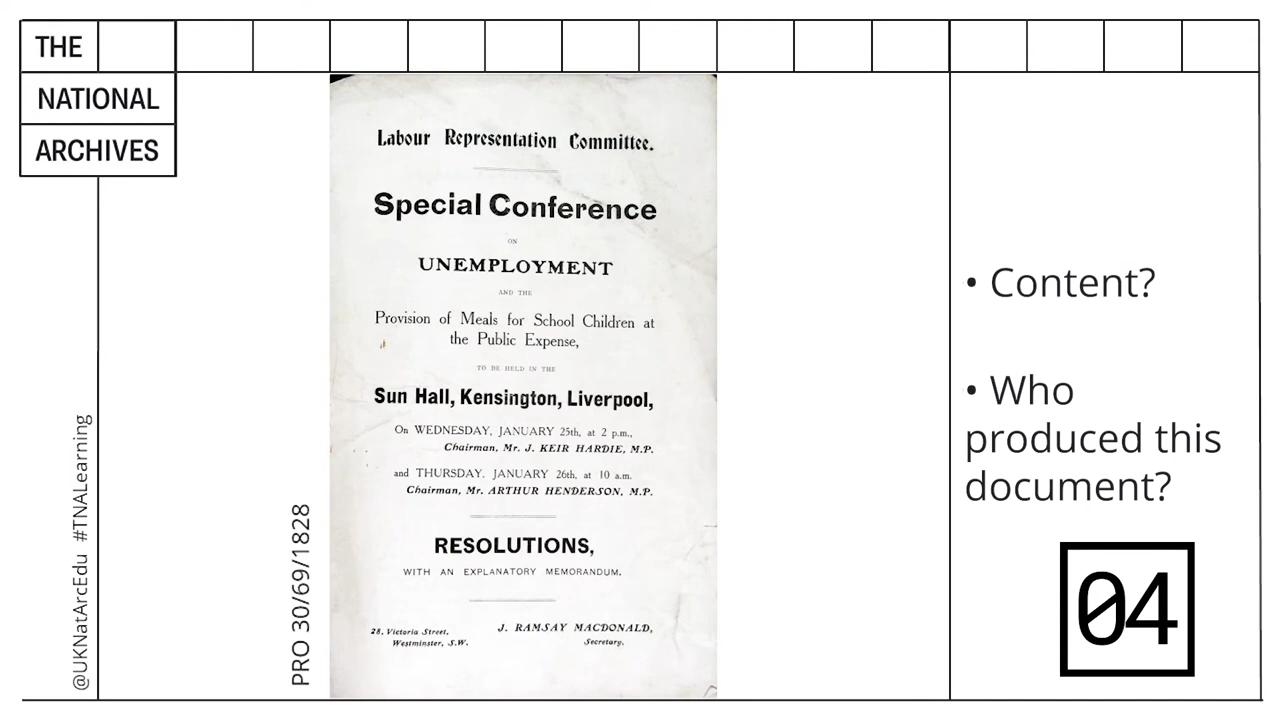 THE
NATIONAL
ARCHIVES
@UKNatArcEdu #TNALearning
PRO 30/69/1828
Labour Representation Committee.
Special Conference
ON
UNEMPLOYMENT
AND THE
Provision of Meals for School Children at
the Public Expense,
TO BE HELD IN THE
Sun Hall, Kensington, Liverpool,
On WEDNESDAY, JANUARY 25th, at 2 p.m.,
Chairman, Mr. J. KEIR HARDIE, M.P.
and THURSDAY, JANUARY 26th, at 10 a.m.
Chairman, Mr. ARTHUR HENDERSON, M.P.
RESOLUTIONS,
WITH AN EXPLANATORY MEMORANDUM.
28, Victoria Street,
Westminster, S.W.
J. RAMSAY MACDONALD,
Secretary.
• Content?
• Who
produced this
document?
04